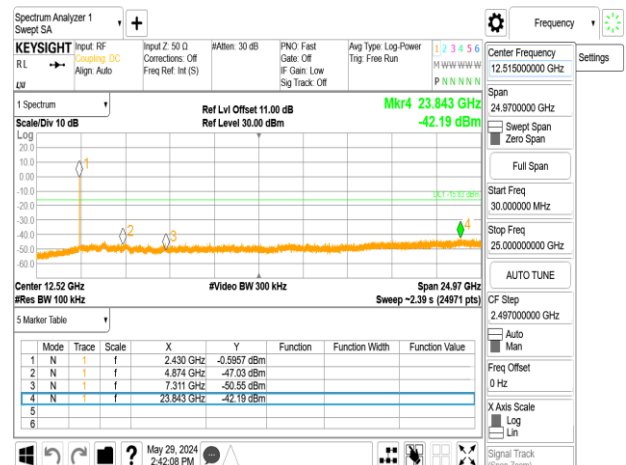 Spectrum Analyzer 1
Swept SA
Frequency
KEYSIGHT
RL
Input: RF
Coupling: DC
Align: Auto
Input Z: 50 Ω
Corrections: Off
Freq Ref: Int (S)
#Atten: 30 dB
PNO: Fast
Gate: Off
IF Gain: Low
Sig Track: Off
Avg Type: Log-Power
Trig: Free Run
1 2 3 4 5 6
M W W W W W
P N N N N N
1 Spectrum
Scale/Div 10 dB
Ref Lvl Offset 11.00 dB
Ref Level 30.00 dBm
Mkr4 23.843 GHz
-42.19 dBm
Log
20.0
10.0
0.00
-10.0
-20.0
-30.0
-40.0
-50.0
-60.0
1
2
3
4
Center 12.52 GHz
#Res BW 100 kHz
#Video BW 300 kHz
Span 24.97 GHz
Sweep ~2.39 s (24971 pts)
5 Marker Table
Mode Trace Scale X Y Function Function Width Function Value
1 N 1 f 2.430 GHz -0.5957 dBm
2 N 1 f 4.874 GHz -47.03 dBm
3 N 1 f 7.311 GHz -50.55 dBm
4 N 1 f 23.843 GHz -42.19 dBm
5
6
May 29, 2024
2:42:08 PM
Center Frequency
12.515000000 GHz
Settings
Span
24.9700000 GHz
Swept Span
Zero Span
Full Span
Start Freq
30.000000 MHz
Stop Freq
25.000000000 GHz
AUTO TUNE
CF Step
2.497000000 GHz
Auto
Man
Freq Offset
0 Hz
X Axis Scale
Log
Lin
Signal Track
(Span Zoom)